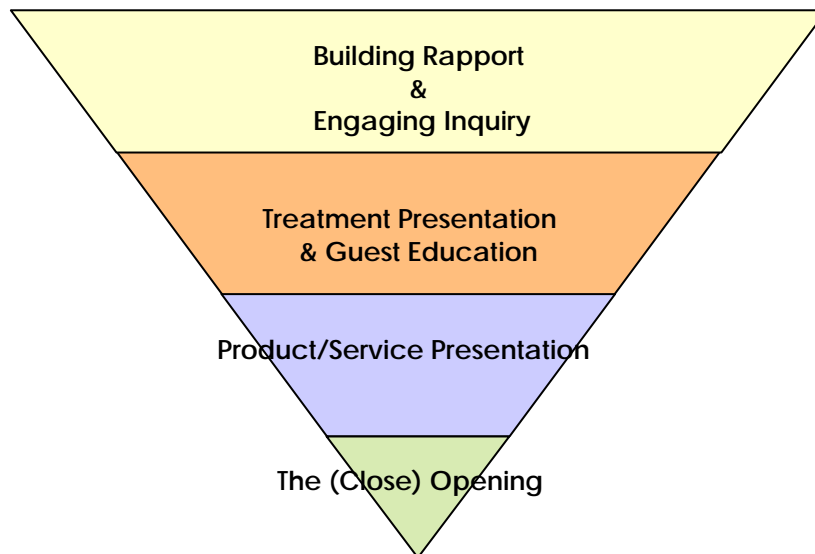 Building Rapport
&
Engaging Inquiry
Treatment Presentation
& Guest Education
Product/Service Presentation
The (Close) Opening